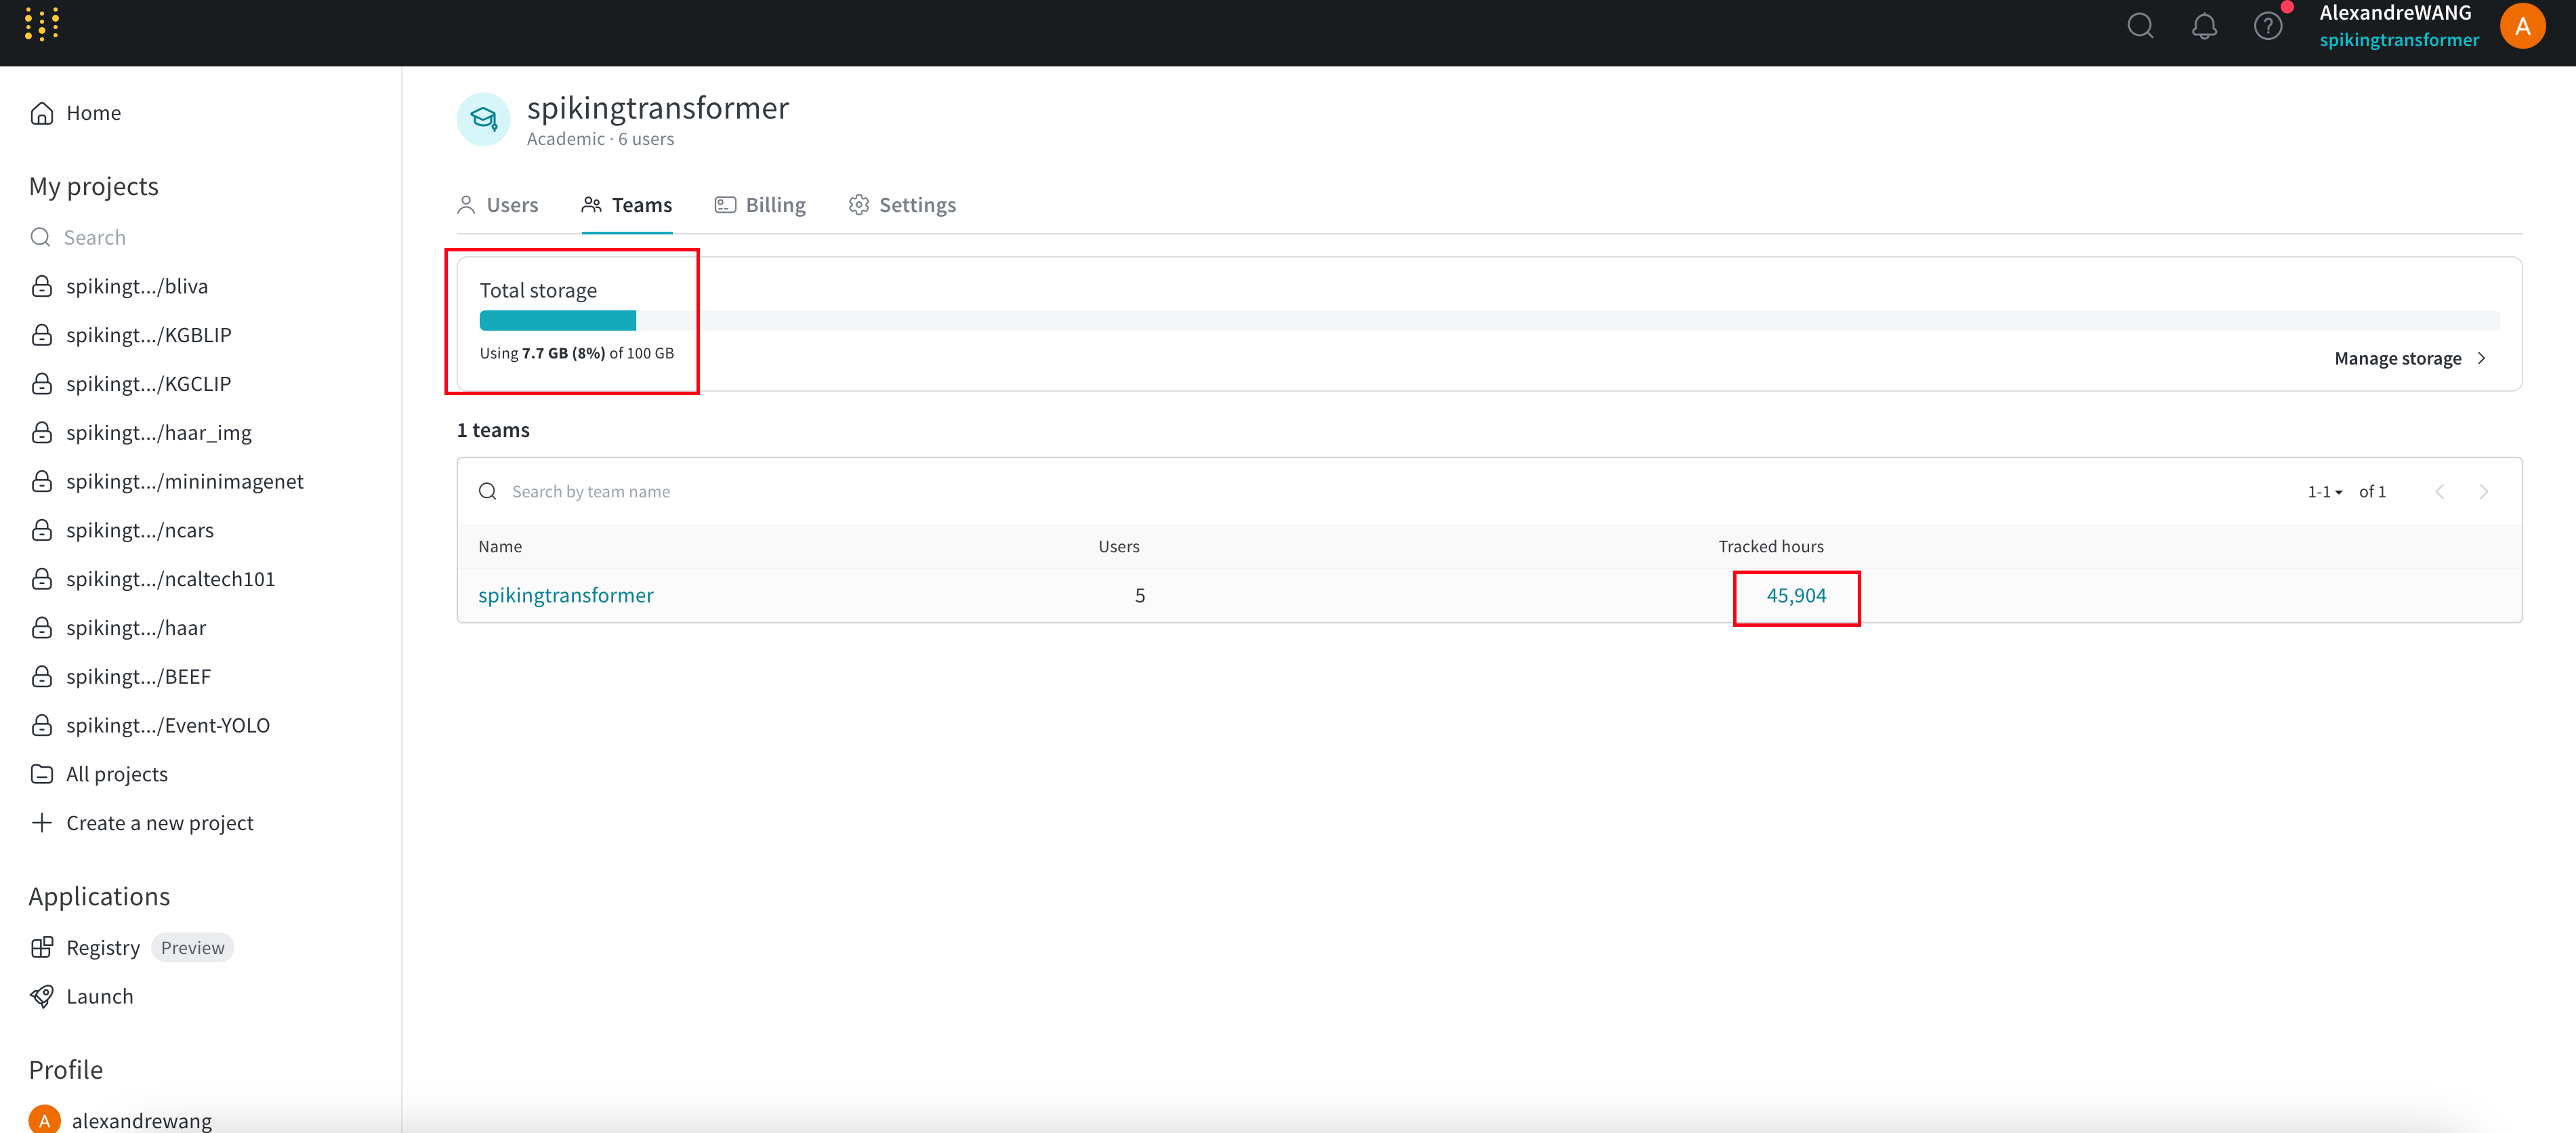 AlexandreWANG
spikingtransformer
A
Home
My projects
Search
spikingt.../bliva
spikingt.../KGBLIP
spikingt.../KGCLIP
spikingt.../haar_img
spikingt.../mininimagenet
spikingt.../ncars
spikingt.../ncaltech101
spikingt.../haar
spikingt.../BEEF
spikingt.../Event-YOLO
All projects
Create a new project
Applications
Registry Preview
Launch
Profile
A alexandrewang
spikingtransformer
Academic · 6 users
Users Teams Billing Settings
Total storage
Using 7.7 GB (8%) of 100 GB
Manage storage
1 teams
Search by team name 1-1 of 1
Name Users Tracked hours
spikingtransformer 5 45,904